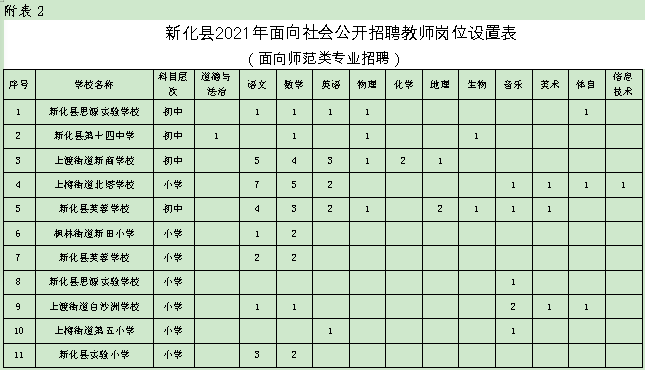 附表2
新化县2021年面向社会公开招聘教师岗位设置表
（面向师范类专业招聘）
序号 学校名称 科目层次 道德与法治 语文 数学 英语 物理 化学 地理 生物 音乐 美术 体育 信息技术
1 新化县思源实验学校 初中 1 1 1 1 1
2 新化县第十四中学 初中 1 1 1 1
3 上渡街道新商学校 初中 5 4 3 1 2 1
4 上梅街道北塔学校 小学 7 5 2 1 1 1 1
5 新化县芙蓉学校 初中 4 3 2 1 2 1 1 1
6 枫林街道新田小学 小学 1 2
7 新化县芙蓉学校 小学 2 2
8 新化县思源实验学校 小学 1
9 上渡街道白沙洲学校 小学 1 1 2 1 1
10 上梅街道第五小学 小学 1 1
11 新化县实验小学 小学 3 2